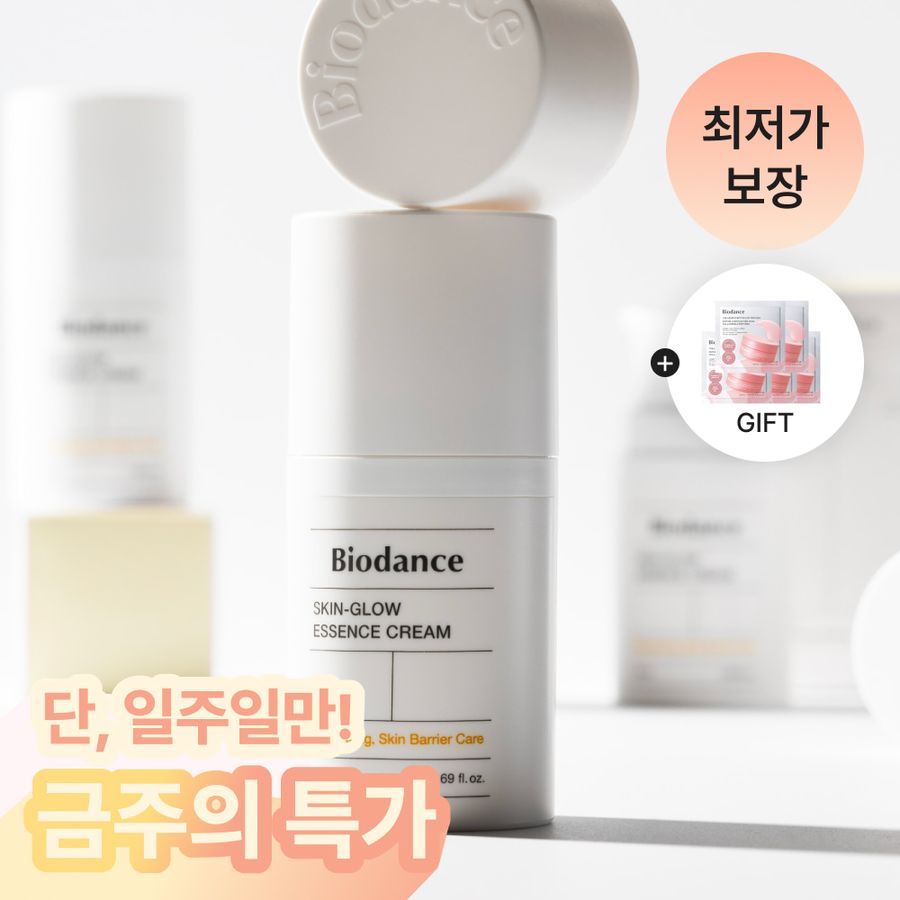 Biodance
최저가
보장
Biodance
GIFT
Biodance
SKIN-GLOW
ESSENCE CREAM
Skin Barrier Care
69 fl. oz.
단, 일주일만!
금주의 특가